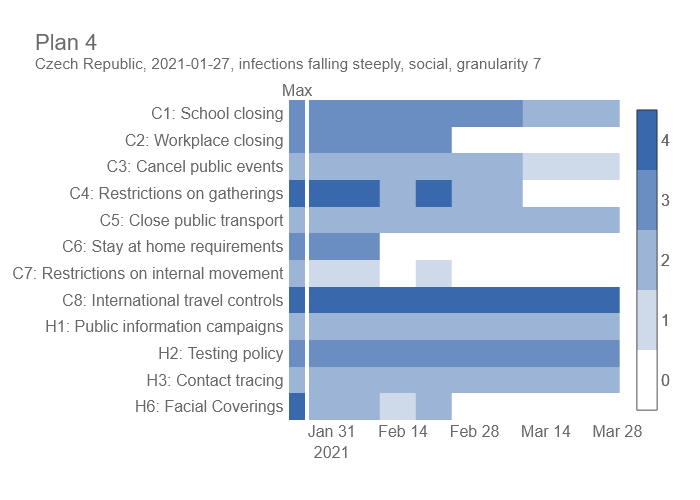 Plan 4
Czech Republic, 2021-01-27, infections falling steeply, social, granularity 7
Max
C1: School closing
C2: Workplace closing
C3: Cancel public events
C4: Restrictions on gatherings
C5: Close public transport
C6: Stay at home requirements
C7: Restrictions on internal movement
C8: International travel controls
H1: Public information campaigns
H2: Testing policy
H3: Contact tracing
H6: Facial Coverings
Jan 31 Feb 14 Feb 28 Mar 14 Mar 28
2021
4
3
2
1
0